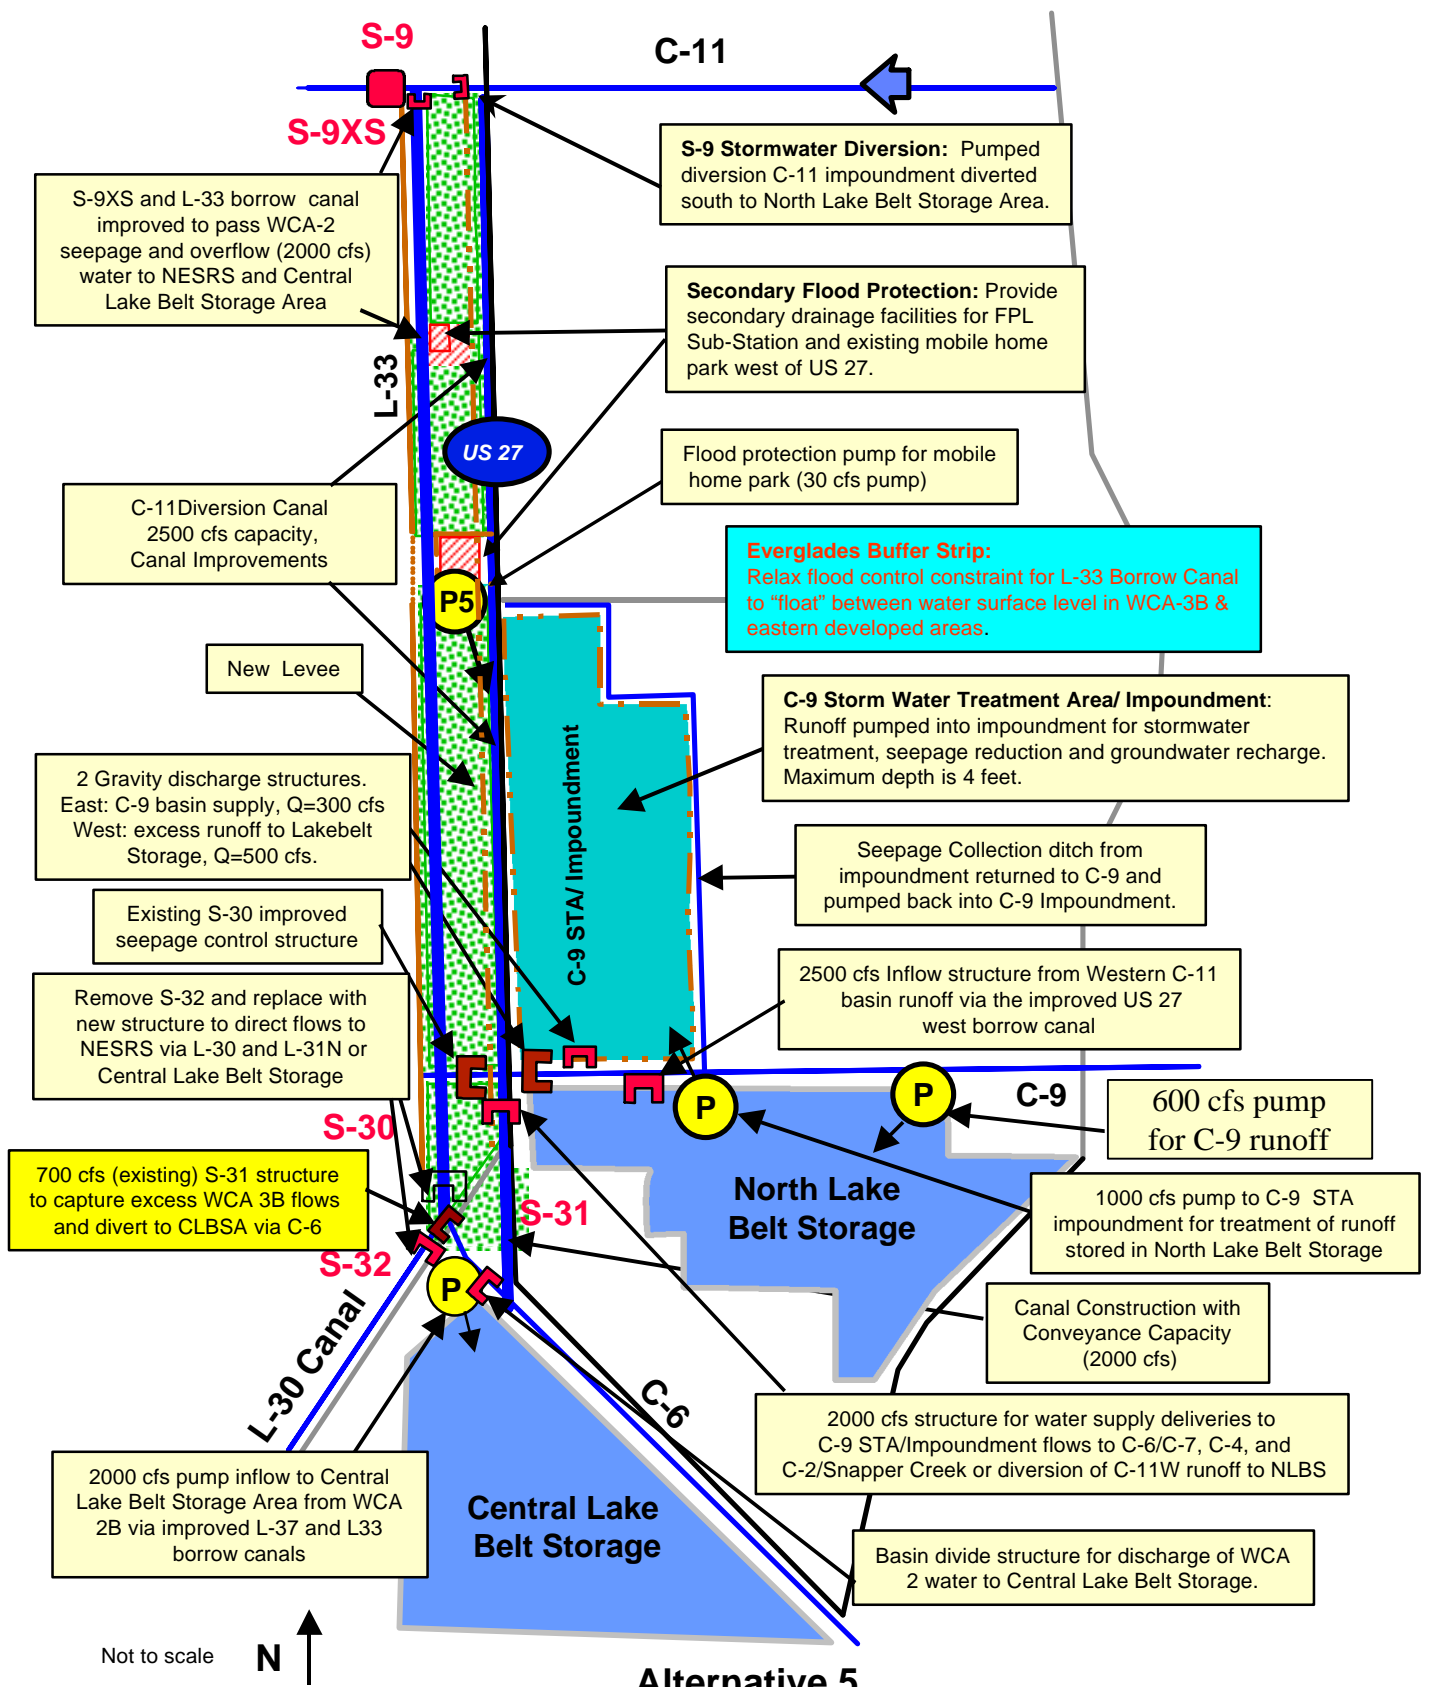 S-9
C-11
S-9XS
S-9 Stormwater Diversion: Pumped
diversion C-11 impoundment diverted
south to North Lake Belt Storage Area.
S-9XS and L-33 borrow canal
improved to pass WCA-2
seepage and overflow (2000 cfs)
water to NESRS and Central
Lake Belt Storage Area
Secondary Flood Protection: Provide
secondary drainage facilities for FPL
Sub-Station and existing mobile home
park west of US 27.
L-33
US 27
Flood protection pump for mobile
home park (30 cfs pump)
C-11Diversion Canal
2500 cfs capacity,
Canal Improvements
Everglades Buffer Strip:
Relax flood control constraint for L-33 Borrow Canal
to “float” between water surface level in WCA-3B &
eastern developed areas.
P5
New Levee
C-9 Storm Water Treatment Area/ Impoundment:
Runoff pumped into impoundment for stormwater
treatment, seepage reduction and groundwater recharge.
Maximum depth is 4 feet.
C-9 STA/ Impoundment
2 Gravity discharge structures.
East: C-9 basin supply, Q=300 cfs
West: excess runoff to Lakebelt
Storage, Q=500 cfs.
Seepage Collection ditch from
impoundment returned to C-9 and
pumped back into C-9 Impoundment.
Existing S-30 improved
seepage control structure
2500 cfs Inflow structure from Western C-11
basin runoff via the improved US 27
west borrow canal
Remove S-32 and replace with
new structure to direct flows to
NESRS via L-30 and L-31N or
Central Lake Belt Storage
P
P
C-9
600 cfs pump
for C-9 runoff
S-30
700 cfs (existing) S-31 structure
to capture excess WCA 3B flows
and divert to CLBSA via C-6
North Lake
Belt Storage
1000 cfs pump to C-9 STA
impoundment for treatment of runoff
stored in North Lake Belt Storage
S-31
S-32
P
Canal Construction with
Conveyance Capacity
(2000 cfs)
L-30 Canal
C-6
2000 cfs structure for water supply deliveries to
C-9 STA/Impoundment flows to C-6/C-7, C-4, and
C-2/Snapper Creek or diversion of C-11W runoff to NLBS
2000 cfs pump inflow to Central
Lake Belt Storage Area from WCA
2B via improved L-37 and L33
borrow canals
Central Lake
Belt Storage
Basin divide structure for discharge of WCA
2 water to Central Lake Belt Storage.
Not to scale
N
Alternative 5